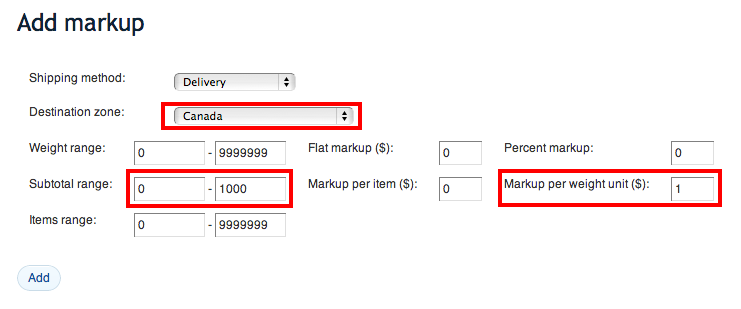 Add markup
Shipping method: Delivery
Destination zone: Canada
Weight range: 0 - 9999999 Flat markup ($): 0 Percent markup: 0
Subtotal range: 0 - 1000 Markup per item ($): 0 Markup per weight unit ($): 1
Items range: 0 - 9999999
Add